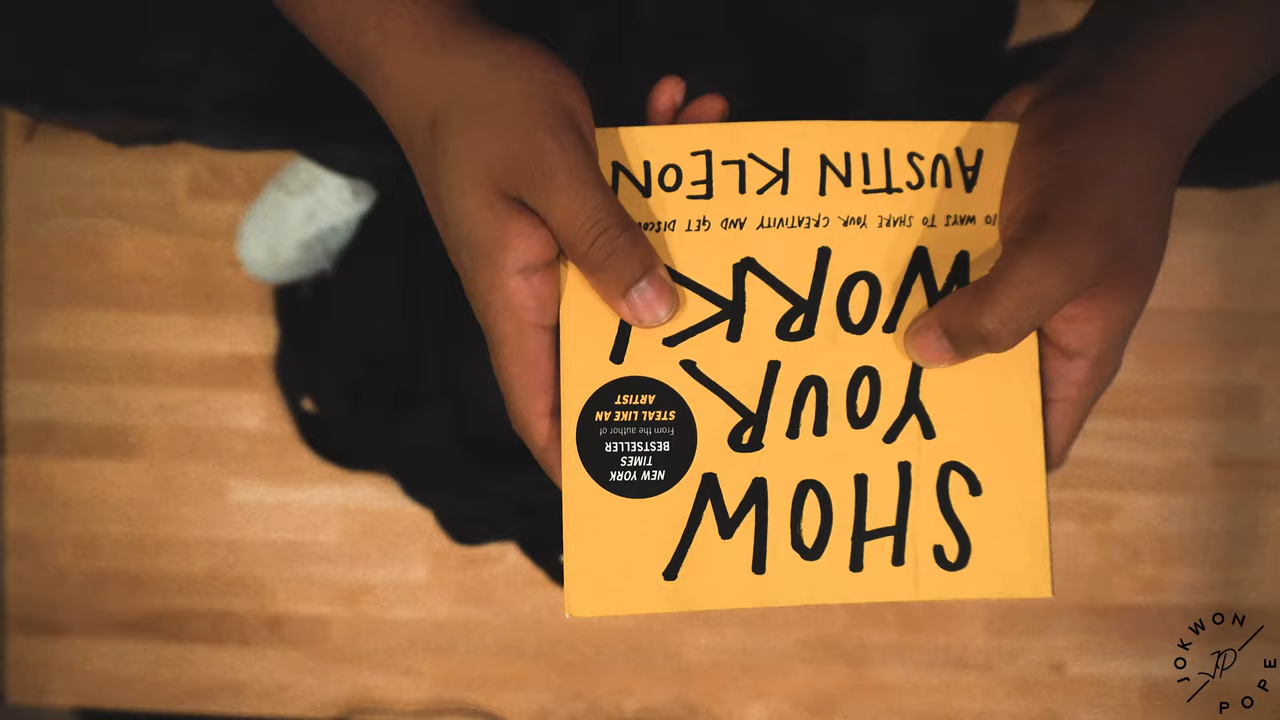 SHOW
YOUR
WORK!
10 WAYS TO SHARE YOUR CREATIVITY AND GET
AUSTIN KLEON
NEW YORK
TIMES
BESTSELLER
From the author of
STEAL LIKE AN
ARTIST
JOKWON
JP
POPE